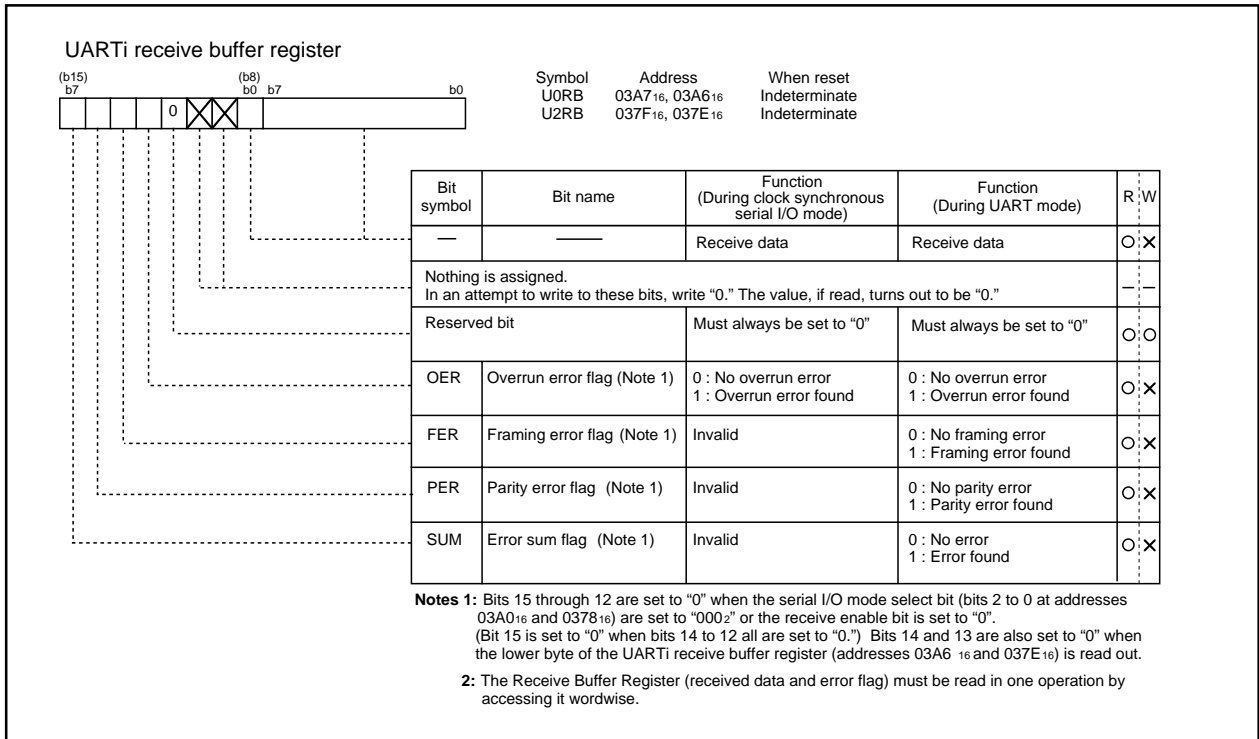 UARTi receive buffer register
(b15) (b8)
b7 b0 b7 b0
0
Symbol Address When reset
U0RB 03A716, 03A616 Indeterminate
U2RB 037F16, 037E16 Indeterminate
Bit symbol Bit name Function (During clock synchronous serial I/O mode) Function (During UART mode) R W
— —— Receive data Receive data O X
Nothing is assigned.
In an attempt to write to these bits, write “0.” The value, if read, turns out to be “0.” — —
Reserved bit Must always be set to “0” Must always be set to “0” O O
OER Overrun error flag (Note 1) 0 : No overrun error 0 : No overrun error O X
1 : Overrun error found 1 : Overrun error found
FER Framing error flag (Note 1) Invalid 0 : No framing error O X
1 : Framing error found
PER Parity error flag (Note 1) Invalid 0 : No parity error O X
1 : Parity error found
SUM Error sum flag (Note 1) Invalid 0 : No error O X
1 : Error found
Notes 1: Bits 15 through 12 are set to “0” when the serial I/O mode select bit (bits 2 to 0 at addresses
03A016 and 037816) are set to “0002” or the receive enable bit is set to “0”.
(Bit 15 is set to “0” when bits 14 to 12 all are set to “0.”) Bits 14 and 13 are also set to “0” when
the lower byte of the UARTi receive buffer register (addresses 03A6 16 and 037E16) is read out.
2: The Receive Buffer Register (received data and error flag) must be read in one operation by
accessing it wordwise.